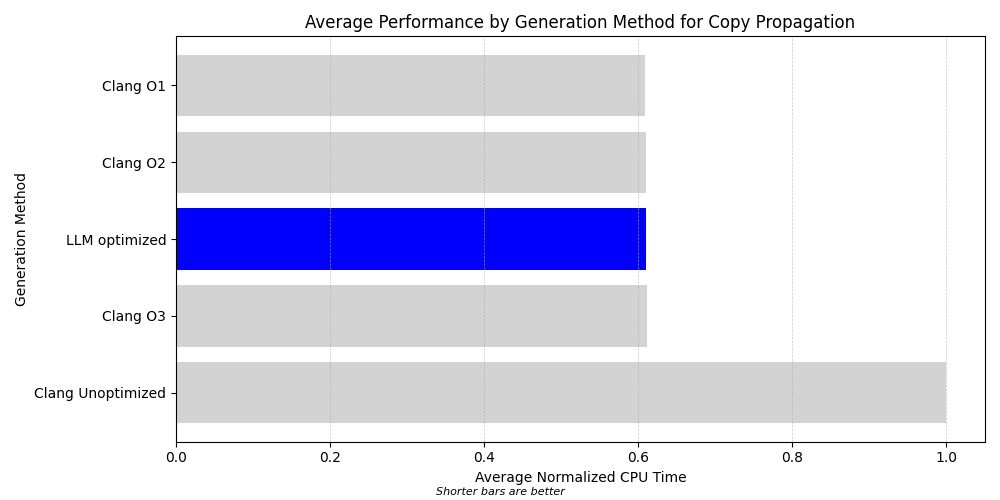 Average Performance by Generation Method for Copy Propagation
Generation Method
Clang O1
Clang O2
LLM optimized
Clang O3
Clang Unoptimized
0.0 0.2 0.4 0.6 0.8 1.0
Average Normalized CPU Time
Shorter bars are better